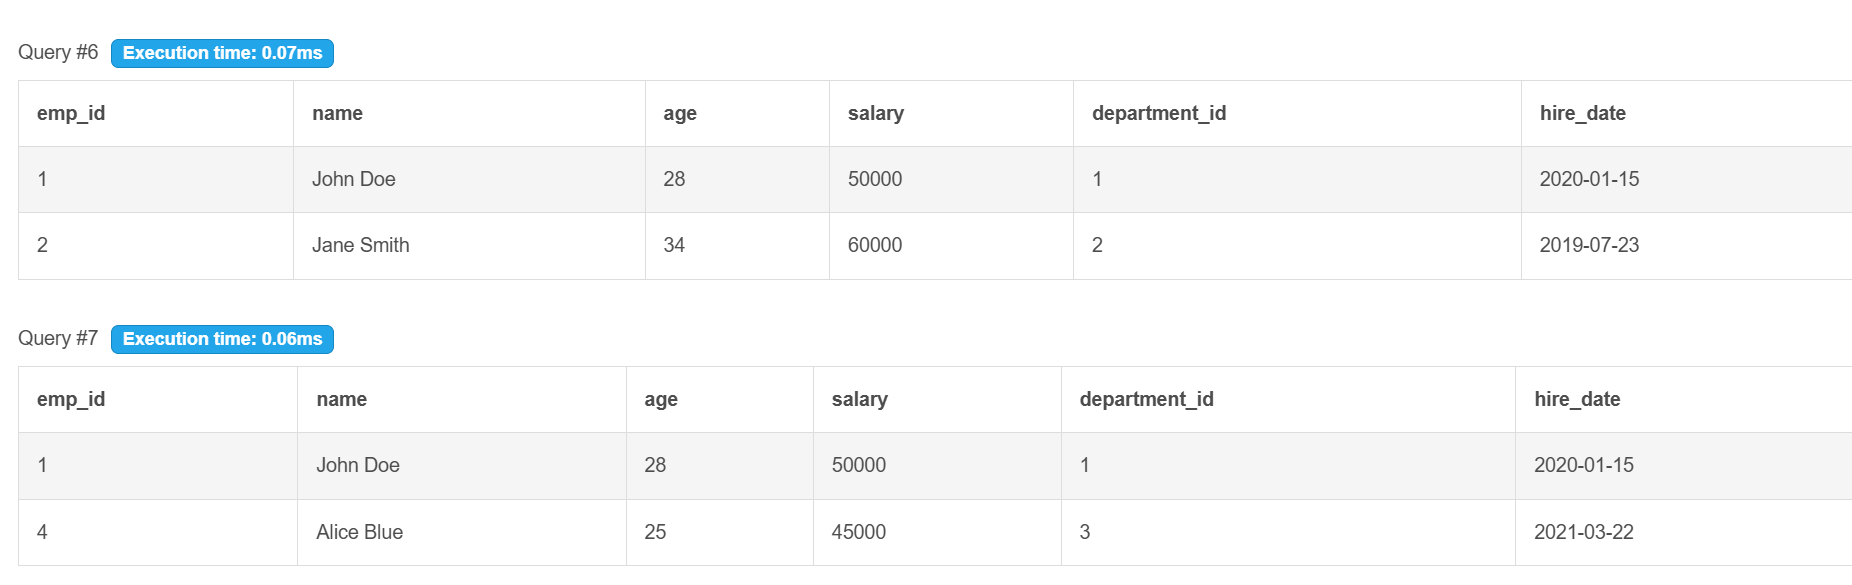 Query #6 Execution time: 0.07ms
emp_id name age salary department_id hire_date
1 John Doe 28 50000 1 2020-01-15
2 Jane Smith 34 60000 2 2019-07-23
Query #7 Execution time: 0.06ms
emp_id name age salary department_id hire_date
1 John Doe 28 50000 1 2020-01-15
4 Alice Blue 25 45000 3 2021-03-22